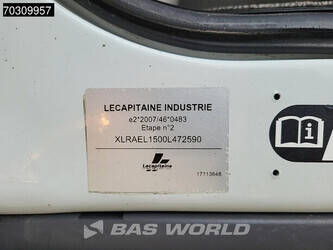 70309957
LECAPITAINE INDUSTRIE
e2*2007/46*0483
Etape n°2
XLRAEL1500L472590
Lecapitaine
17113848
BAS WORLD